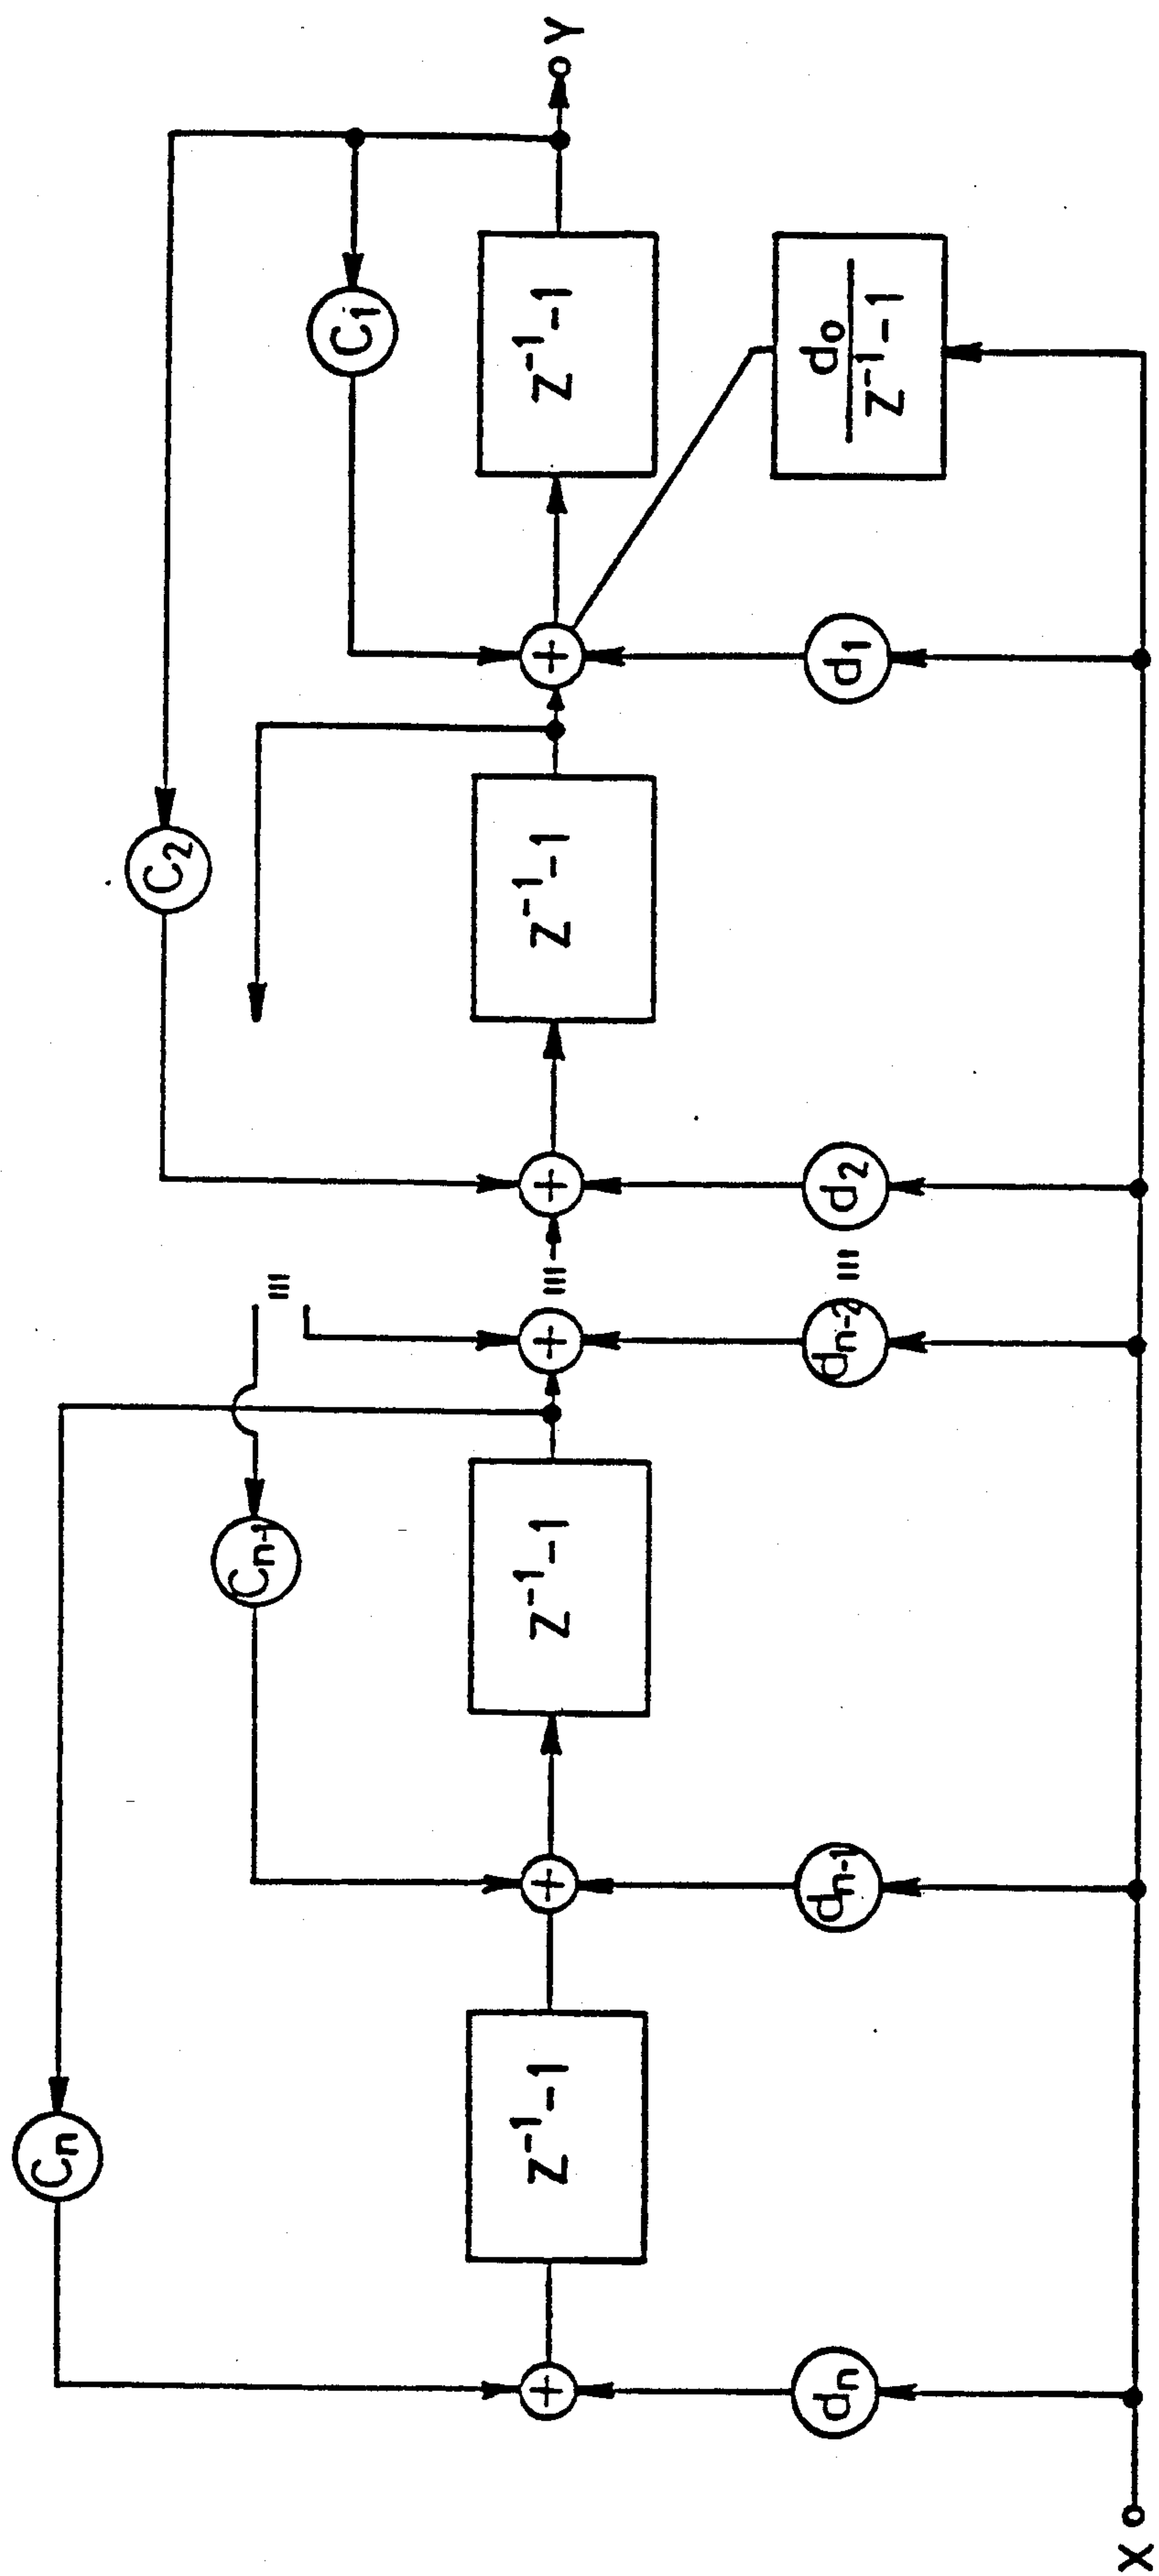 Cn
Cn-1
C2
C1
Z⁻¹-1
Z⁻¹-1
Z⁻¹-1
Z⁻¹-1
Y
+
+
+
+
+
dn
dn-1
dn-2
d2
d1
d0
Z⁻¹-1
X